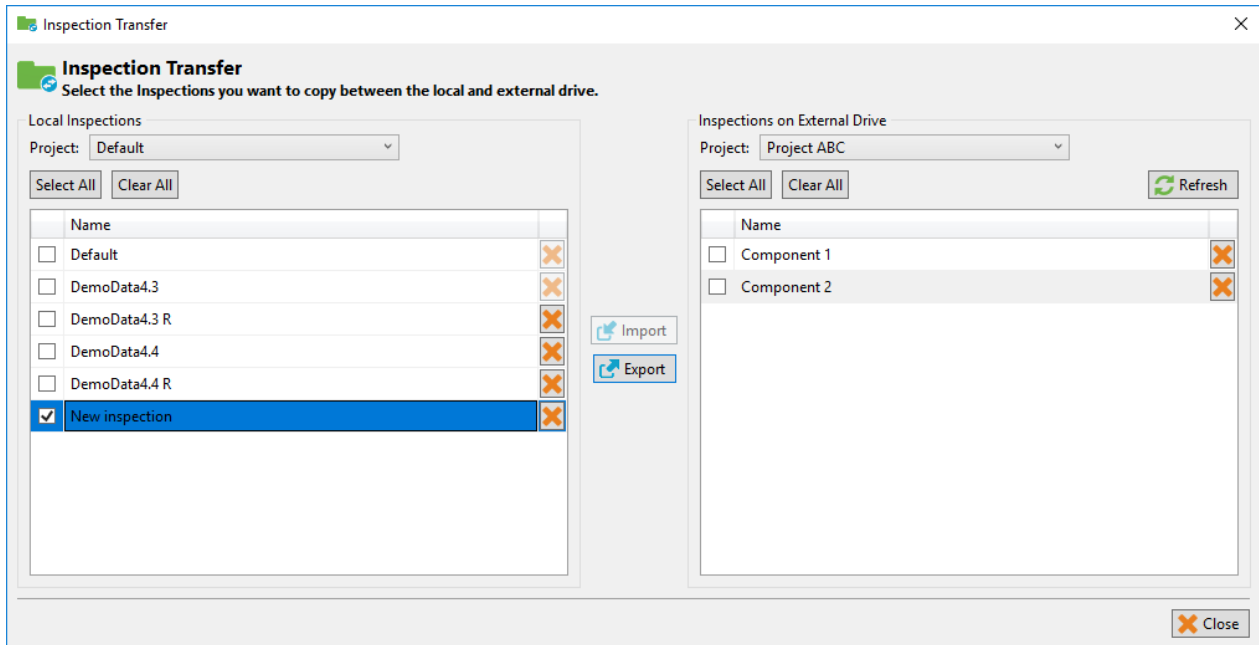 Inspection Transfer
Inspection Transfer
Select the Inspections you want to copy between the local and external drive.
Local Inspections
Project: Default
Select All Clear All
Name
Default
DemoData4.3
DemoData4.3 R
DemoData4.4
DemoData4.4 R
New inspection
Import
Export
Inspections on External Drive
Project: Project ABC
Select All Clear All Refresh
Name
Component 1
Component 2
Close